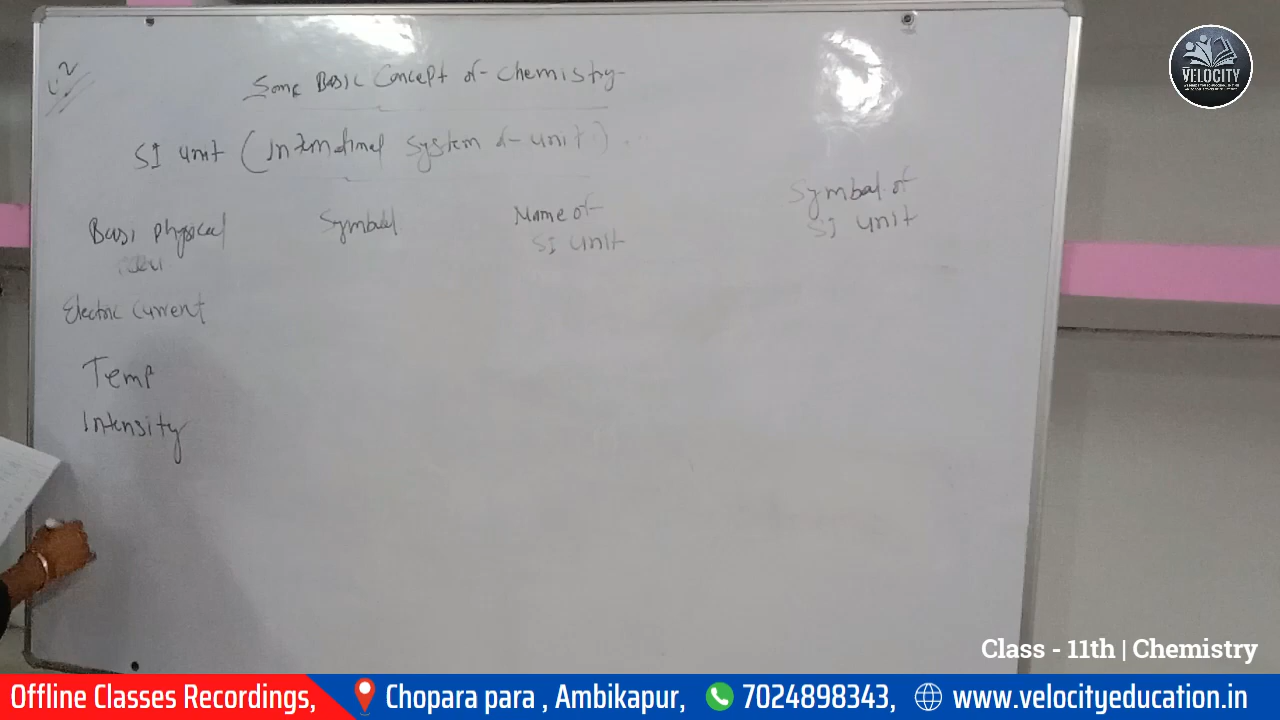 L.2
Some Basic Concept of Chemistry
SI unit (International System of unit)
Basi physical
Symbol
Name of
SI unit
Symbol of
SI unit
Electric current
Temp
Intensity
VELOCITY
Class - 11th | Chemistry
Offline Classes Recordings, Chopara para , Ambikapur, 7024898343, www.velocityeducation.in